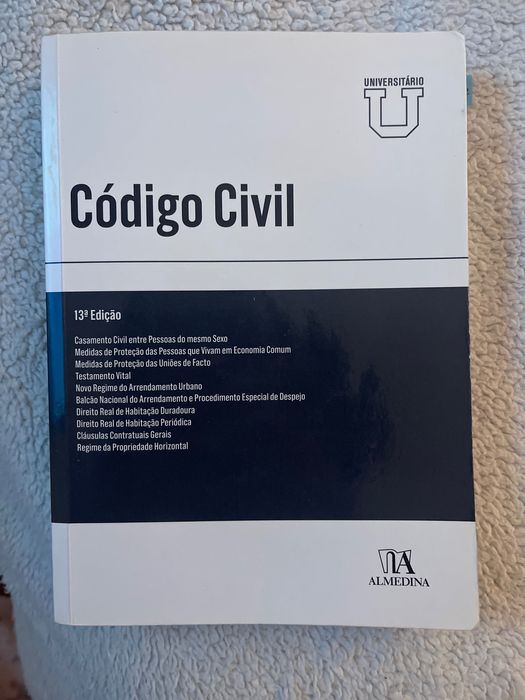 UNIVERSITÁRIO
U
Código Civil
13ª Edição
Casamento Civil entre Pessoas do mesmo Sexo
Medidas de Proteção das Pessoas que Vivam em Economia Comum
Medidas de Proteção das Uniões de Facto
Testamento Vital
Novo Regime do Arrendamento Urbano
Balcão Nacional do Arrendamento e Procedimento Especial de Despejo
Direito Real de Habitação Duradoura
Direito Real de Habitação Periódica
Cláusulas Contratuais Gerais
Regime da Propriedade Horizontal
ALMEDINA